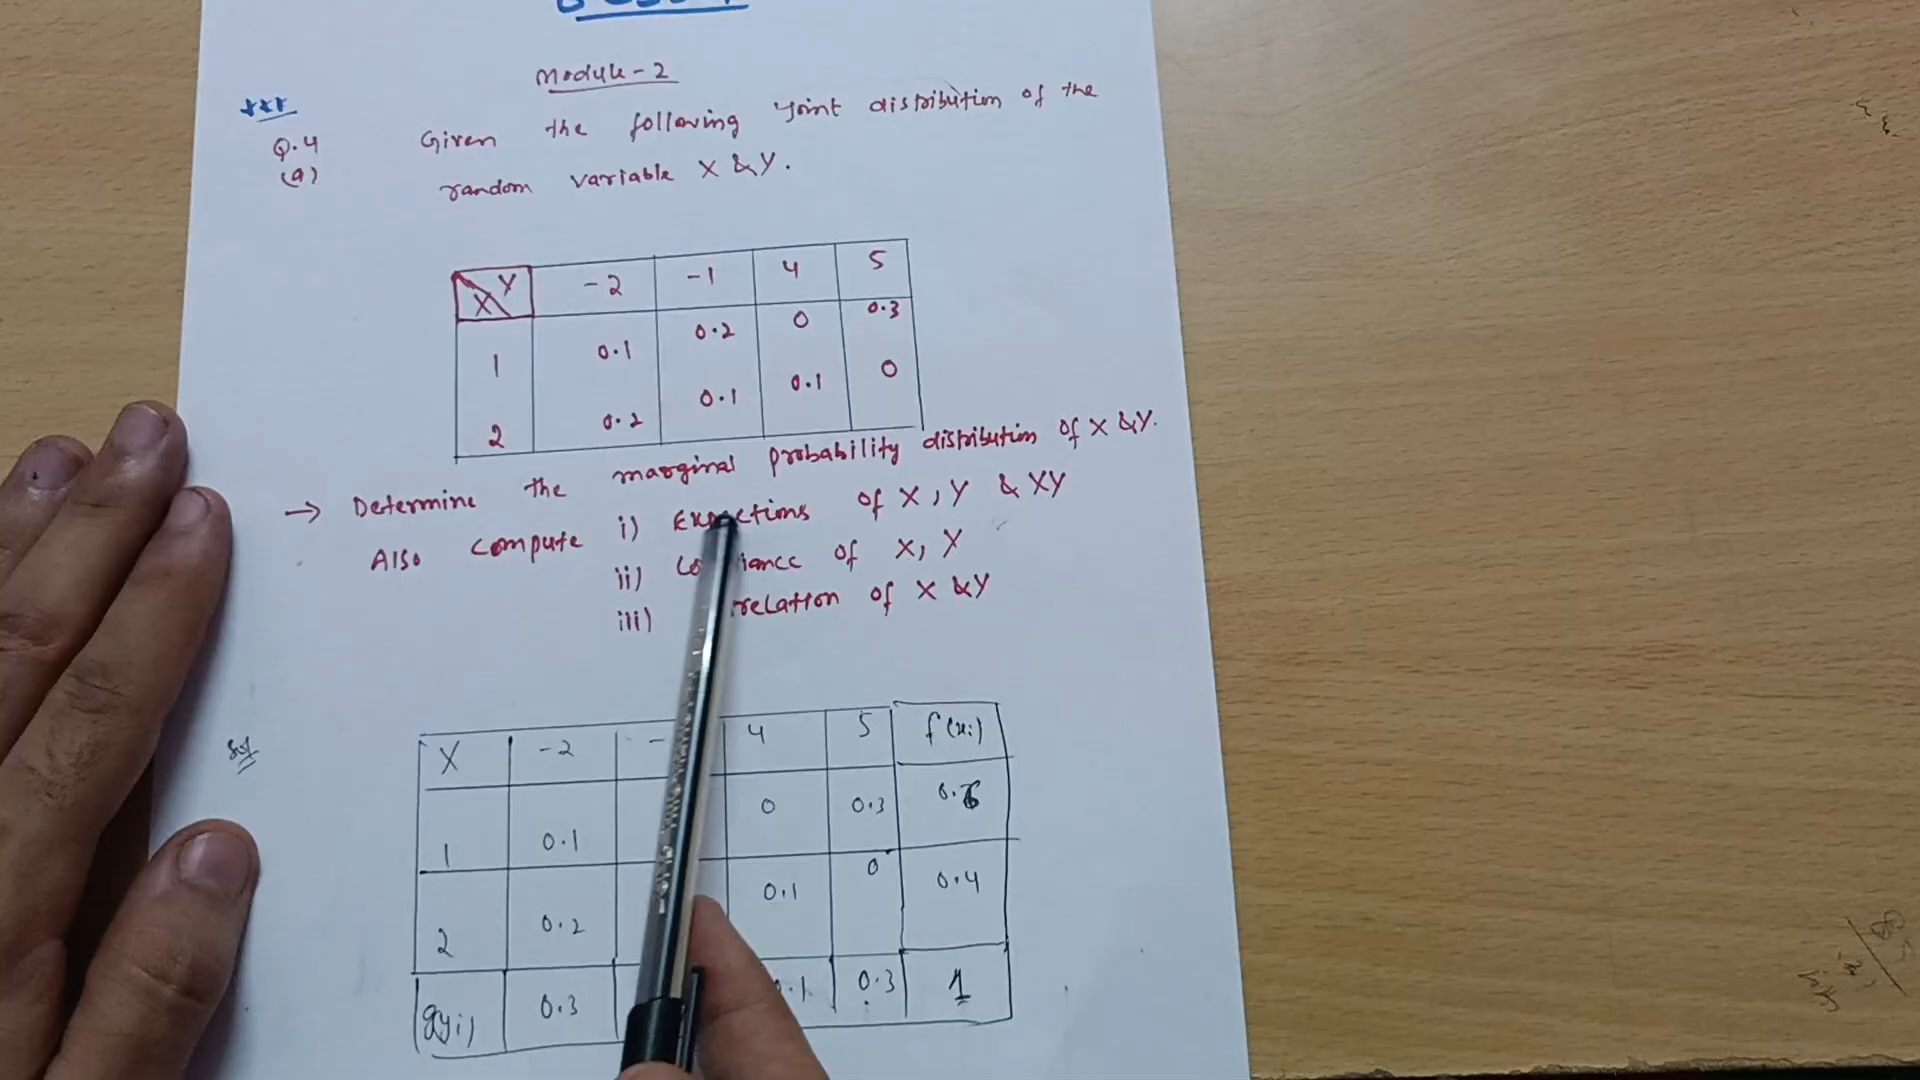 Module-2
***
Q.4 Given the following joint distribution of the
(a) random variable X & Y.
X Y -2 -1 4 5
1 0.1 0.2 0 0.3
2 0.2 0.1 0.1 0
→ Determine the marginal probability distribution of X & Y.
Also compute i) of X, Y & XY
ii) of X, Y
iii) of X & Y
Sol
X -2 4 5 f(xi)
1 0.1 0 0.3 0.6
2 0.2 0.1 0 0.4
g(yi) 0.3 0.3 1